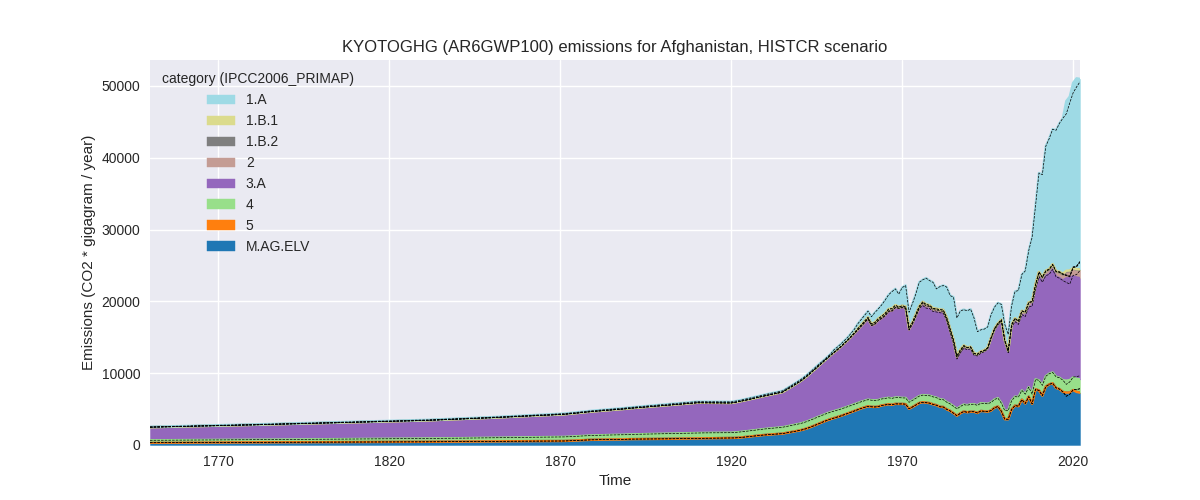 KYOTOGHG (AR6GWP100) emissions for Afghanistan, HISTCR scenario
Emissions (CO2 * gigagram / year)
50000
40000
30000
20000
10000
0
category (IPCC2006_PRIMAP)
1.A
1.B.1
1.B.2
2
3.A
4
5
M.AG.ELV
1770 1820 1870 1920 1970 2020
Time